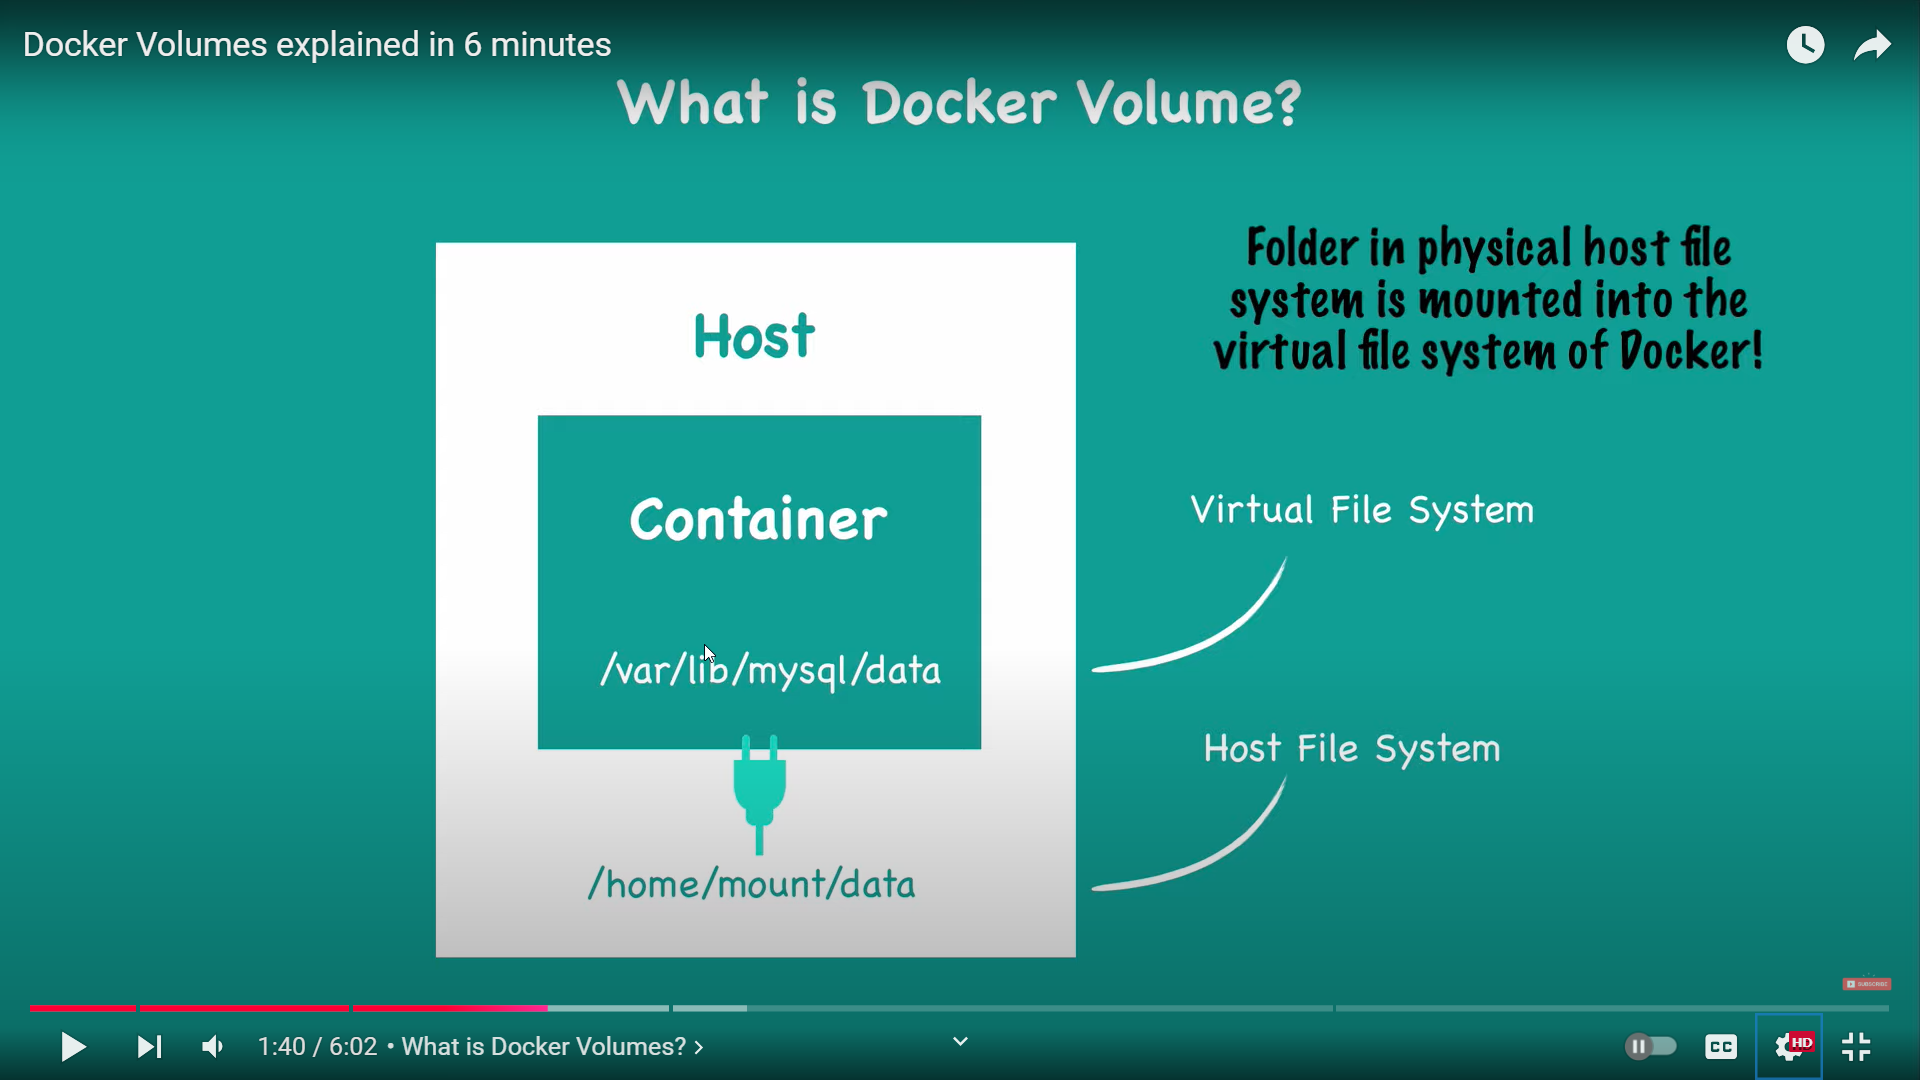 Docker Volumes explained in 6 minutes
What is Docker Volume?
Folder in physical host file
system is mounted into the
virtual file system of Docker!
Host
Container
Virtual File System
/var/lib/mysql/data
Host File System
/home/mount/data
SUBSCRIBE
1:40 / 6:02 • What is Docker Volumes? >
CC
HD